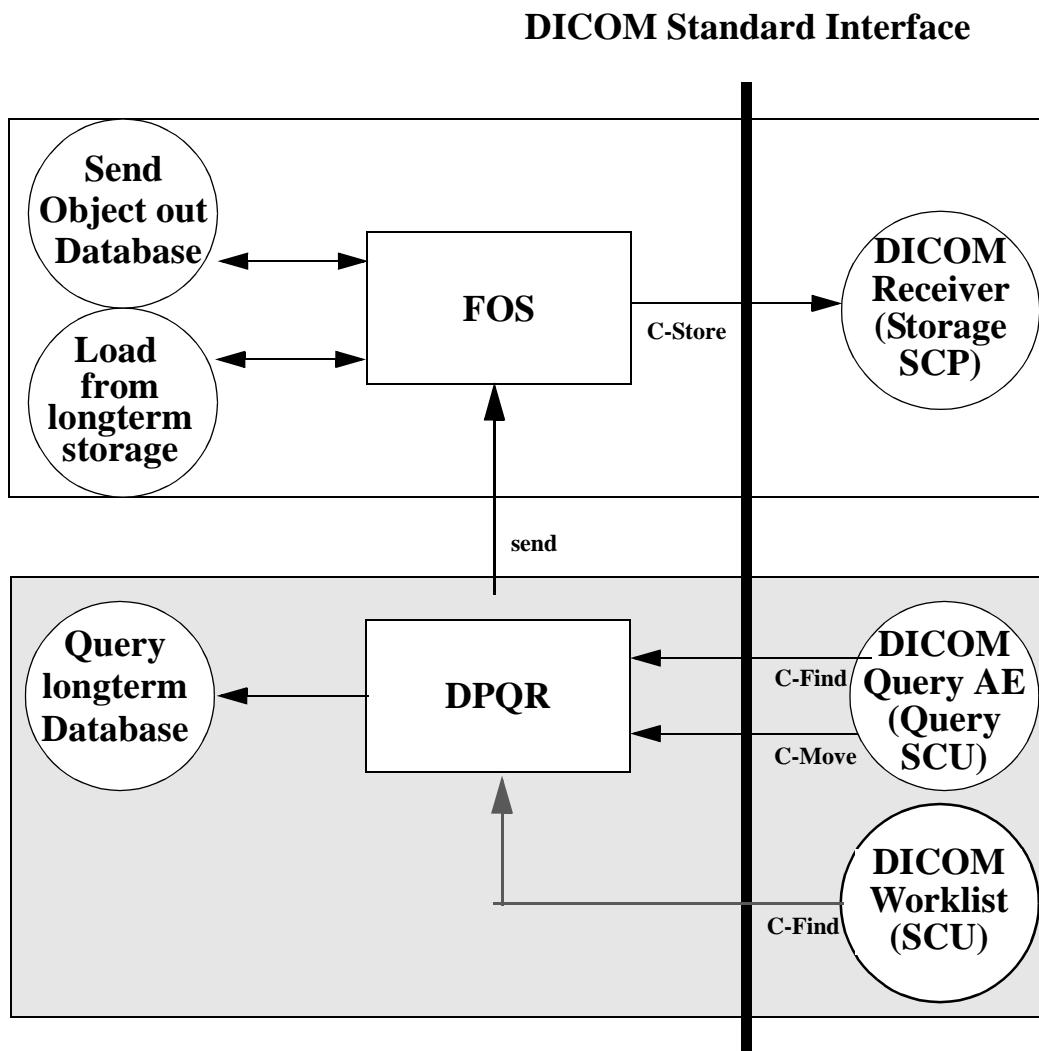 DICOM Standard Interface
Send
Object out
Database
Load
from
longterm
storage
FOS
C-Store
DICOM
Receiver
(Storage
SCP)
send
Query
longterm
Database
DPQR
C-Find
C-Move
DICOM
Query AE
(Query
SCU)
C-Find
DICOM
Worklist
(SCU)